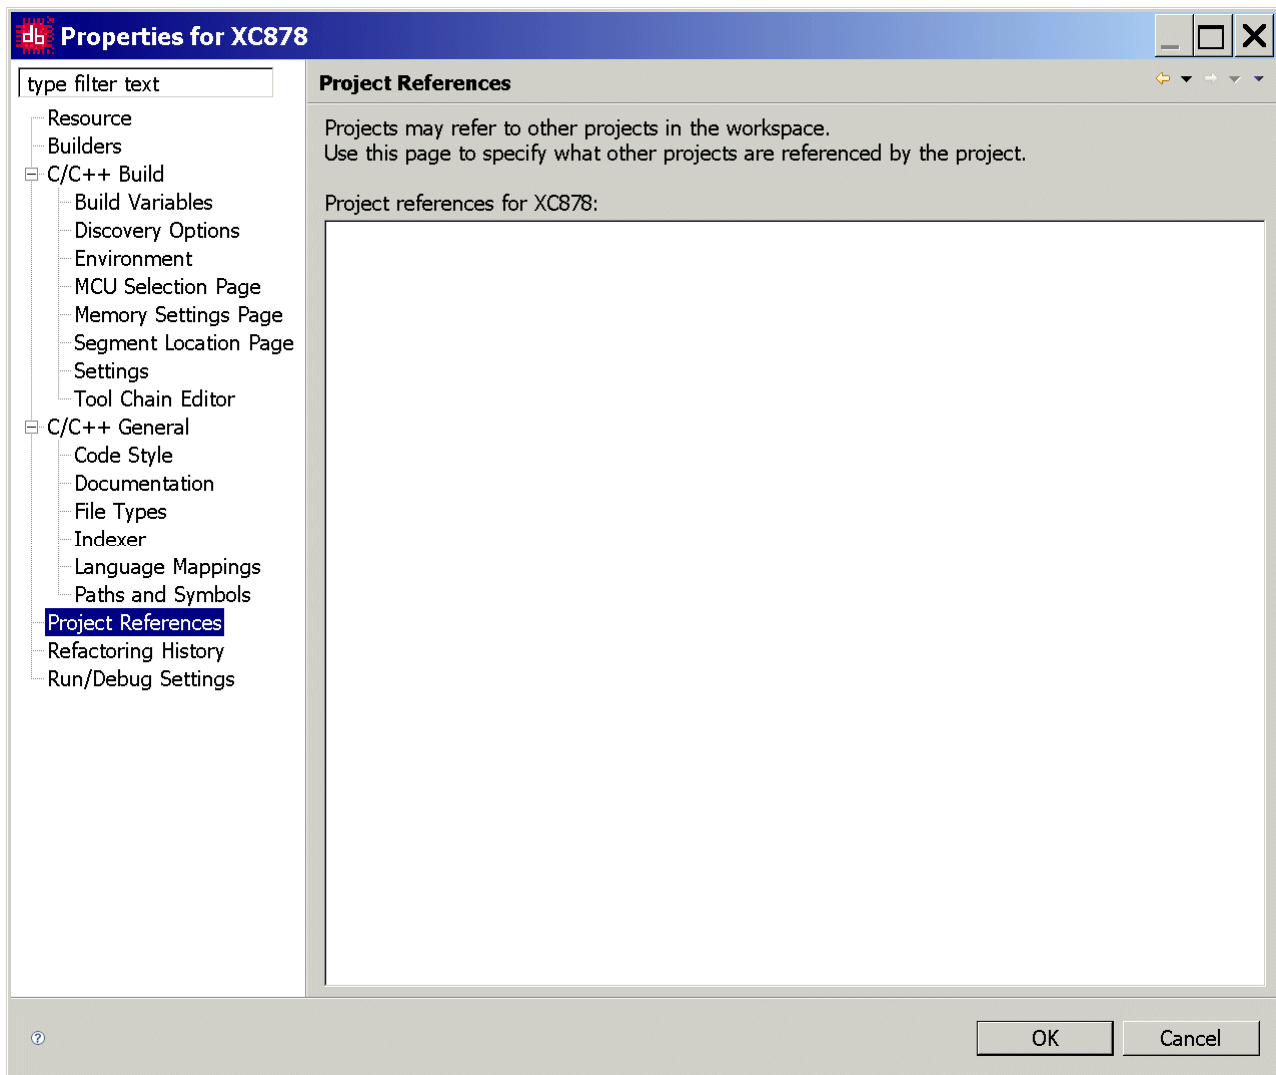 db Properties for XC878
type filter text
Resource
Builders
C/C++ Build
Build Variables
Discovery Options
Environment
MCU Selection Page
Memory Settings Page
Segment Location Page
Settings
Tool Chain Editor
C/C++ General
Code Style
Documentation
File Types
Indexer
Language Mappings
Paths and Symbols
Project References
Refactoring History
Run/Debug Settings
Project References
Projects may refer to other projects in the workspace.
Use this page to specify what other projects are referenced by the project.
Project references for XC878:
?
OK
Cancel